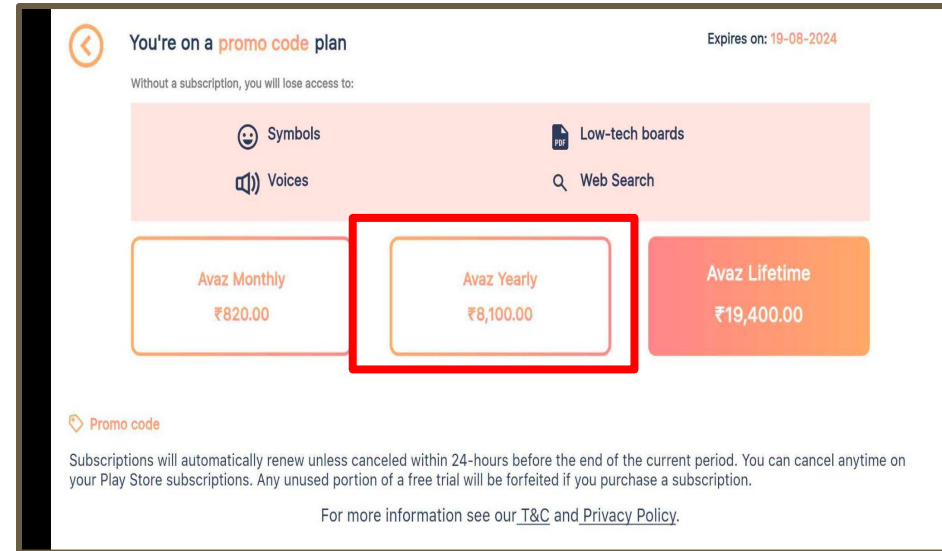 You're on a promo code plan
Expires on: 19-08-2024
Without a subscription, you will lose access to:
Symbols
Low-tech boards
PDF
Voices
Web Search
Avaz Monthly
₹820.00
Avaz Yearly
₹8,100.00
Avaz Lifetime
₹19,400.00
Promo code
Subscriptions will automatically renew unless canceled within 24-hours before the end of the current period. You can cancel anytime on
your Play Store subscriptions. Any unused portion of a free trial will be forfeited if you purchase a subscription.
For more information see our T&C and Privacy Policy.